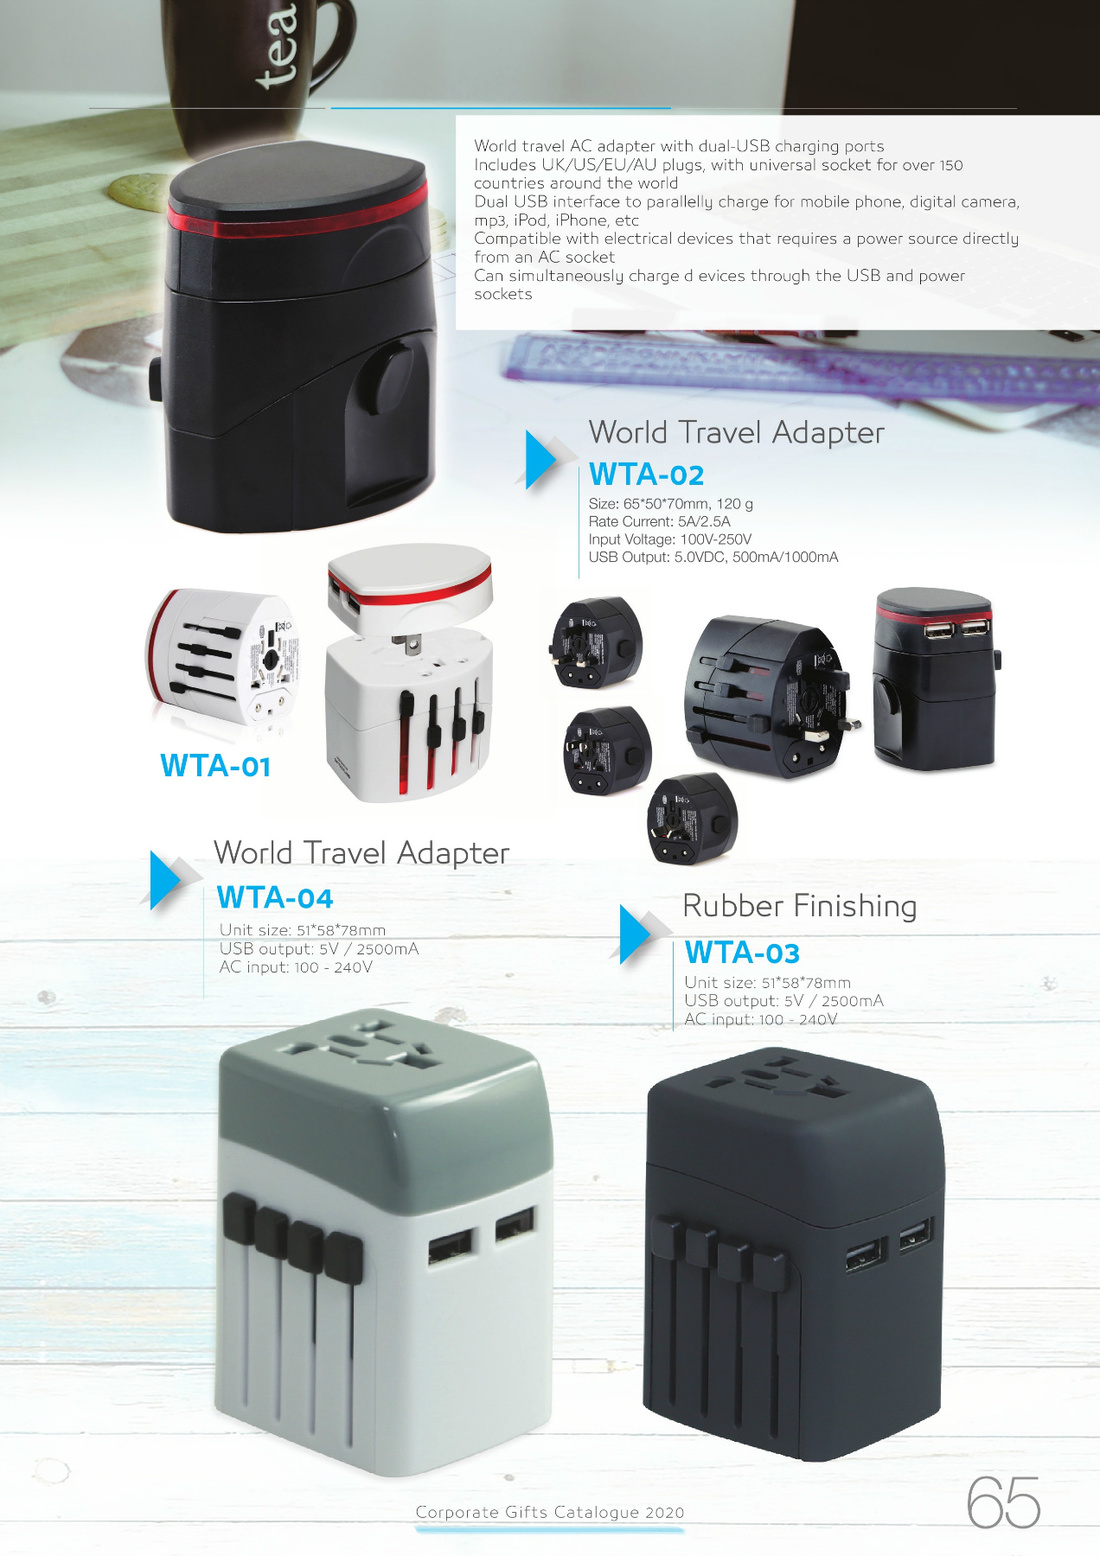 tea
World travel AC adapter with dual-USB charging ports
Includes UK/US/EU/AU plugs, with universal socket for over 150
countries around the world
Dual USB interface to parallelly charge for mobile phone, digital camera,
mp3, iPod, iPhone, etc
Compatible with electrical devices that requires a power source directly
from an AC socket
Can simultaneously charge d evices through the USB and power
sockets
World Travel Adapter
WTA-02
Size: 65*50*70mm, 120 g
Rate Current: 5A/2.5A
Input Voltage: 100V-250V
USB Output: 5.0VDC, 500mA/1000mA
WTA-01
World Travel Adapter
WTA-04
Unit size: 51*58*78mm
USB output: 5V / 2500mA
AC input: 100 - 240V
Rubber Finishing
WTA-03
Unit size: 51*58*78mm
USB output: 5V / 2500mA
AC input: 100 - 240V
Corporate Gifts Catalogue 2020
65